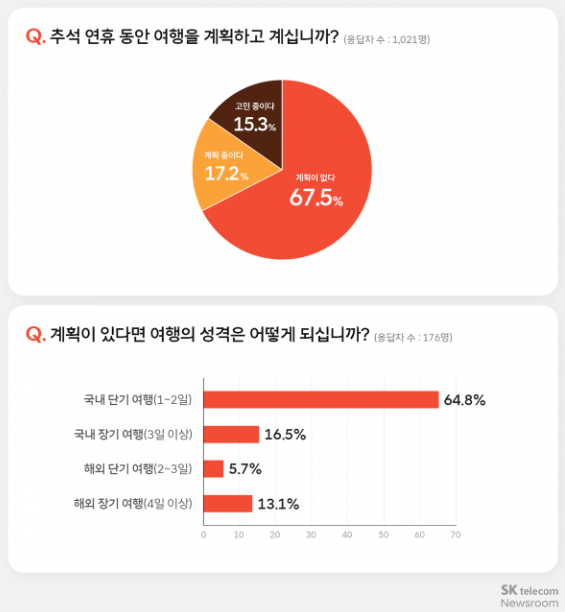 Q. 추석 연휴 동안 여행을 계획하고 계십니까? (응답자 수 : 1,021명)
고민 중이다
15.3%
계획 중이다
17.2%
계획이 없다
67.5%
Q. 계획이 있다면 여행의 성격은 어떻게 되십니까? (응답자 수 : 176명)
국내 단기 여행(1~2일) 64.8%
국내 장기 여행(3일 이상) 16.5%
해외 단기 여행(2~3일) 5.7%
해외 장기 여행(4일 이상) 13.1%
0 10 20 30 40 50 60 70
SK telecom
Newsroom